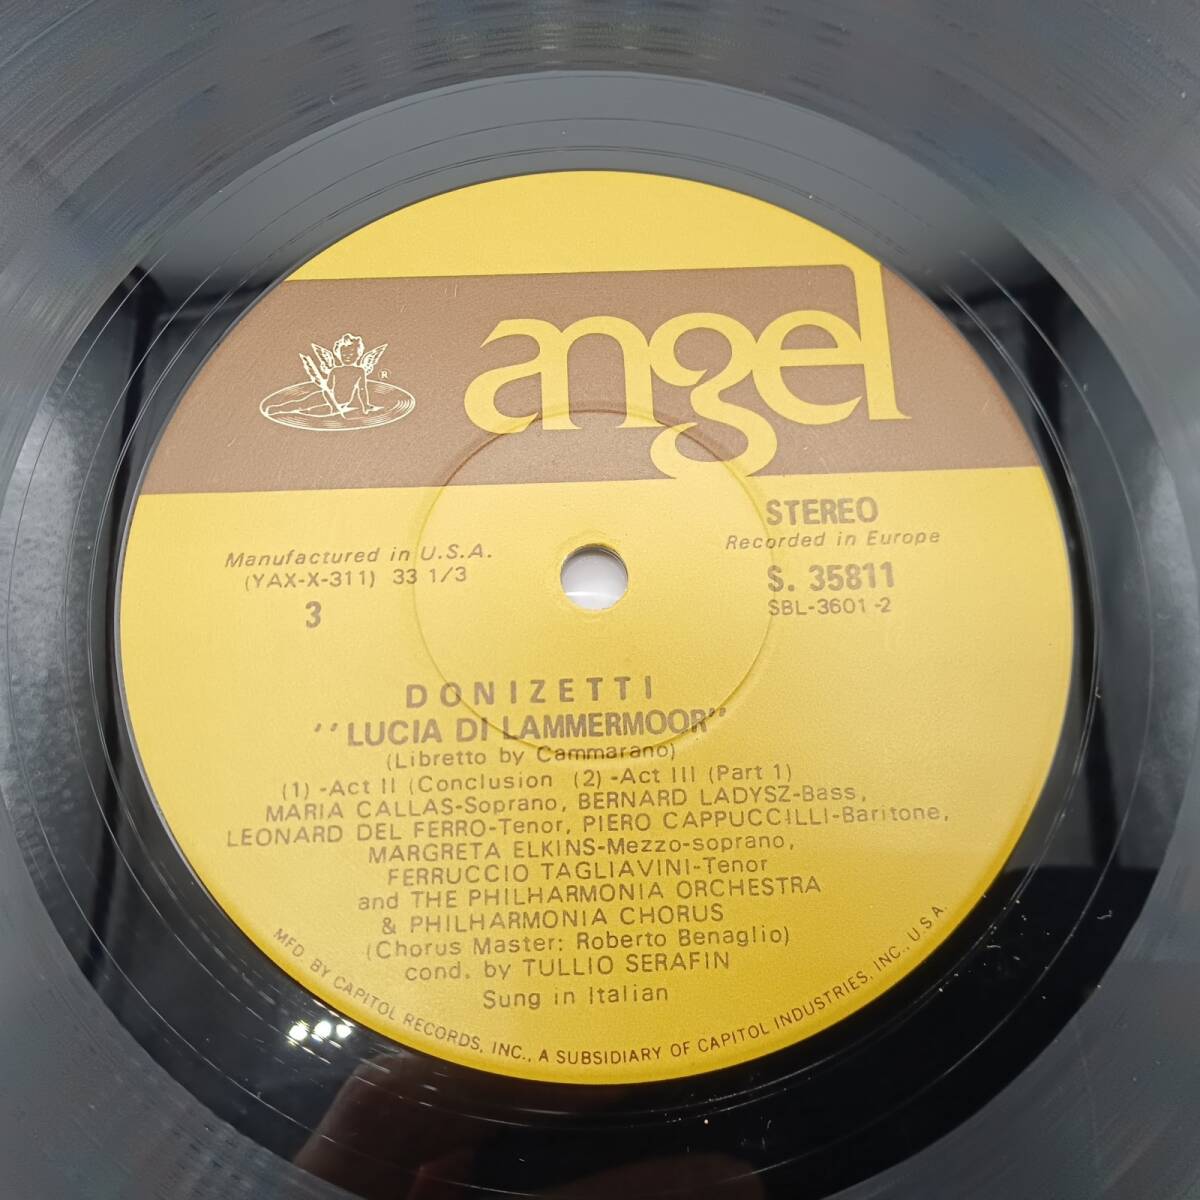 angel
®
STEREO
Recorded in Europe
Manufactured in U.S.A.
(YAX-X-311) 33 1/3
3
S. 35811
SBL-3601-2
DONIZETTI
''LUCIA DI LAMMERMOOR''
(Libretto by Cammarano)
(1)-Act II (Conclusion (2)-Act III (Part 1)
MARIA CALLAS-Soprano, BERNARD LADYSZ-Bass,
LEONARD DEL FERRO-Tenor, PIERO CAPPUCCILLI-Baritone,
MARGRETA ELKINS-Mezzo-soprano,
FERRUCCIO TAGLIAVINI-Tenor
and THE PHILHARMONIA ORCHESTRA
& PHILHARMONIA CHORUS
(Chorus Master: Roberto Benaglio)
cond. by TULLIO SERAFIN
Sung in Italian
MFD. BY CAPITOL RECORDS, INC., A SUBSIDIARY OF CAPITOL INDUSTRIES, INC., U.S.A.